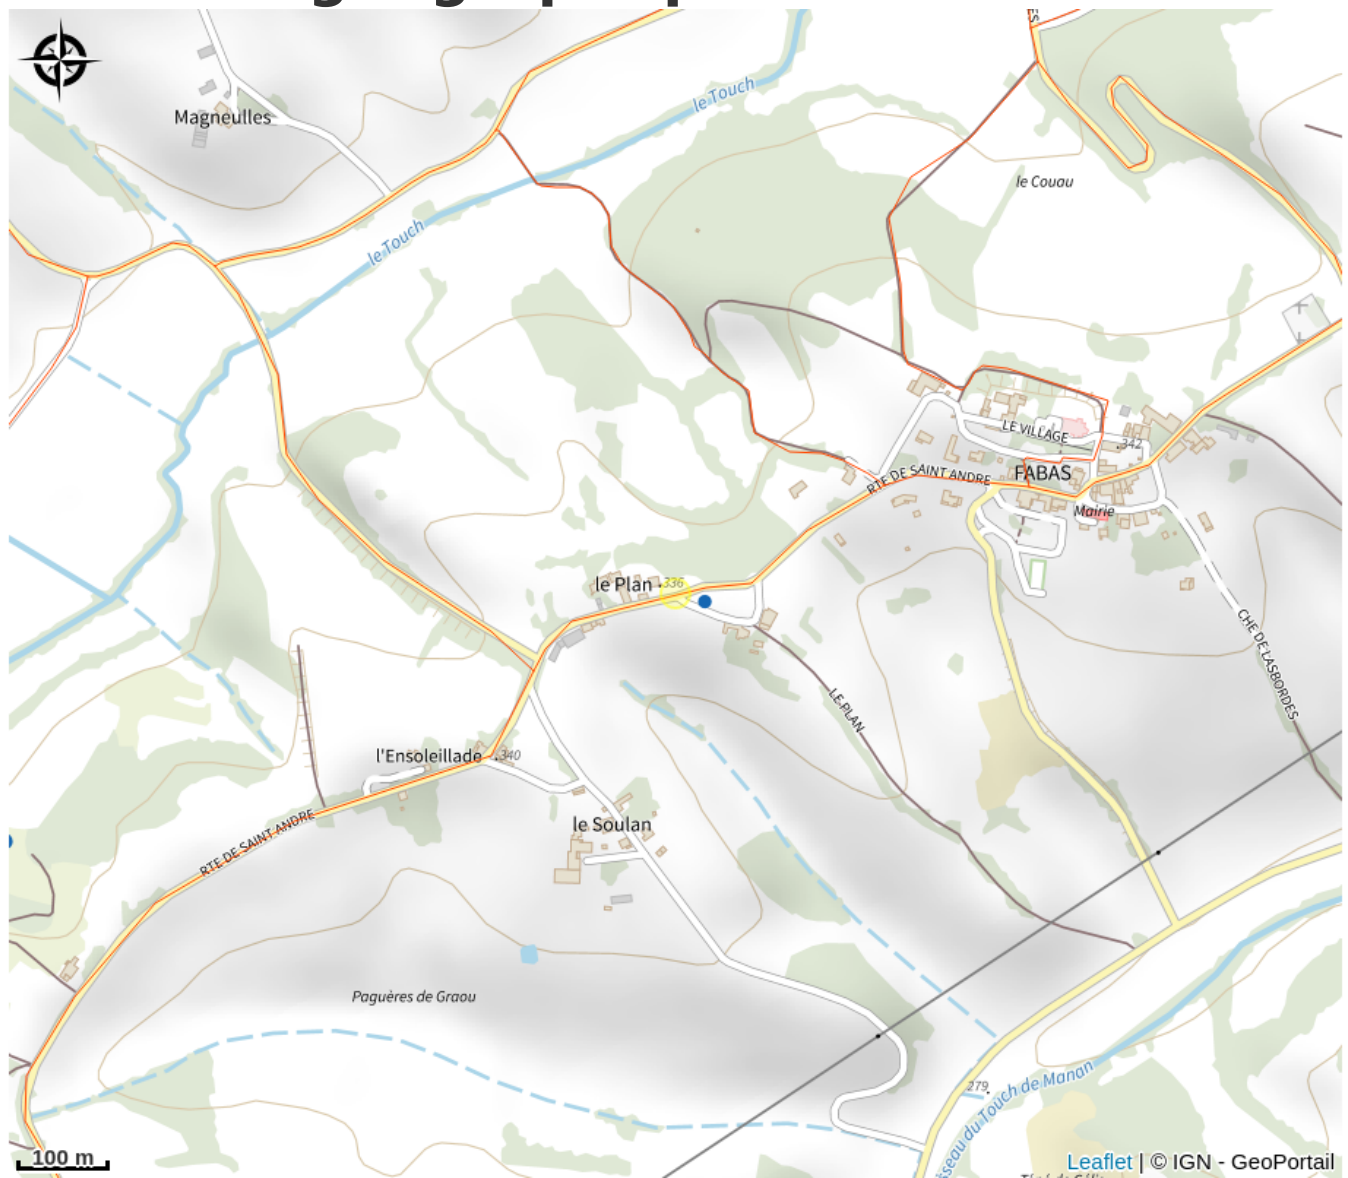 le Touch
Magneulles
le Couau
le Touch
LE VILLAGE
342
FABAS
RTE DE SAINT ANDRE
Mairie
le Plan
336
CHE DE LASBORDES
LE PLAN
l'Ensoleillade
340
le Soulan
RTE DE SAINT ANDRE
Paguères de Graou
279
sseau du Touch de Manan
100 m
Leaflet | © IGN - GeoPortail